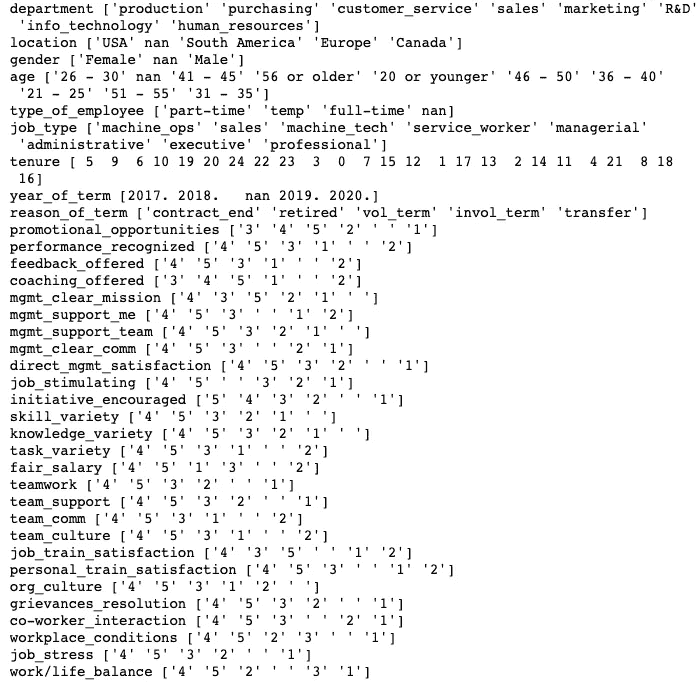 department ['production' 'purchasing' 'customer_service' 'sales' 'marketing' 'R&D'
'info_technology' 'human_resources']
location ['USA' nan 'South America' 'Europe' 'Canada']
gender ['Female' nan 'Male']
age ['26 - 30' nan '41 - 45' '56 or older' '20 or younger' '46 - 50' '36 - 40'
'21 - 25' '51 - 55' '31 - 35']
type_of_employee ['part-time' 'temp' 'full-time' nan]
job_type ['machine_ops' 'sales' 'machine_tech' 'service_worker' 'managerial'
'administrative' 'executive' 'professional']
tenure [ 5  9  6 10 19 20 24 22 23  3  0  7 15 12  1 17 13  2 14 11  4 21  8 18
16]
year_of_term [2017. 2018.   nan 2019. 2020.]
reason_of_term ['contract_end' 'retired' 'vol_term' 'invol_term' 'transfer']
promotional_opportunities ['3' '4' '5' '2' ' ' '1']
performance_recognized ['4' '5' '3' '1' ' ' '2']
feedback_offered ['4' '5' '3' '1' ' ' '2']
coaching_offered ['3' '4' '5' '1' ' ' '2']
mgmt_clear_mission ['4' '3' '5' '2' '1' ' ']
mgmt_support_me ['4' '5' '3' ' ' '1' '2']
mgmt_support_team ['4' '5' '3' '2' '1' ' ']
mgmt_clear_comm ['4' '5' '3' ' ' '2' '1']
direct_mgmt_satisfaction ['4' '5' '3' '2' ' ' '1']
job_stimulating ['4' '5' ' ' '3' '2' '1']
initiative_encouraged ['5' '4' '3' '2' ' ' '1']
skill_variety ['4' '5' '3' '2' '1' ' ']
knowledge_variety ['4' '5' '3' '2' '1' ' ']
task_variety ['4' '5' '3' '1' ' ' '2']
fair_salary ['4' '5' '1' '3' ' ' '2']
teamwork ['4' '5' '3' '2' ' ' '1']
team_support ['4' '5' '3' '2' ' ' '1']
team_comm ['4' '5' '3' '1' ' ' '2']
team_culture ['4' '5' '3' '1' ' ' '2']
job_train_satisfaction ['4' '3' '5' ' ' '1' '2']
personal_train_satisfaction ['4' '5' '3' ' ' '1' '2']
org_culture ['4' '5' '3' '1' '2' ' ']
grievances_resolution ['4' '5' '3' '2' ' ' '1']
co-worker_interaction ['4' '5' '3' ' ' '2' '1']
workplace_conditions ['4' '5' '2' '3' ' ' '1']
job_stress ['4' '5' '3' '2' ' ' '1']
work/life_balance ['4' '5' '2' ' ' '3' '1']